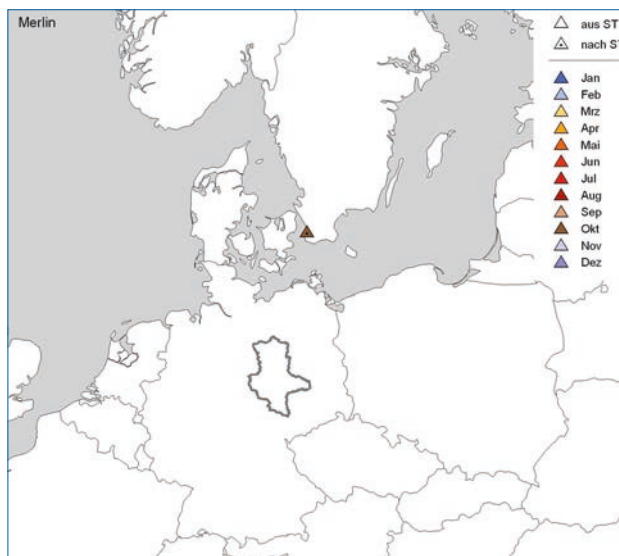 Merlin
aus ST
nach ST
Jan
Feb
Mrz
Apr
Mai
Jun
Jul
Aug
Sep
Okt
Nov
Dez